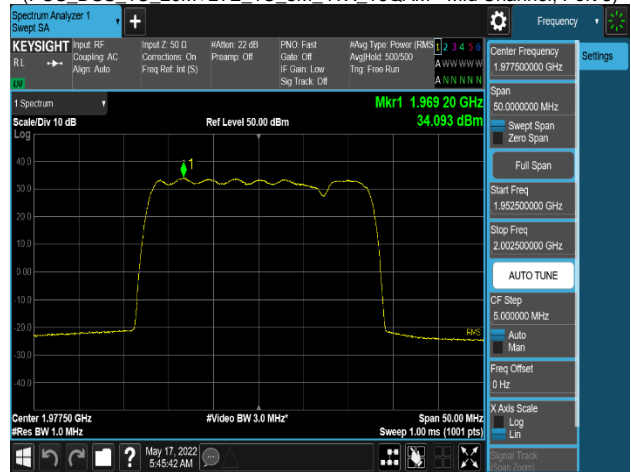 Spectrum Analyzer 1
Swept SA
Frequency
KEYSIGHT
RL
Input: RF
Coupling: AC
Align: Auto
Input Z: 50 Ω
Corrections: On
Freq Ref: Int (S)
#Atten: 22 dB
Preamp: Off
PNO: Fast
Gate: Off
IF Gain: Low
Sig Track: Off
#Avg Type: Power (RMS
Avg|Hold: 500/500
Trig: Free Run
1 2 3 4 5 6
A W W W W W
A N N N N N
1 Spectrum
Mkr1 1.969 20 GHz
34.093 dBm
Scale/Div 10 dB
Ref Level 50.00 dBm
Log
40.0
30.0
20.0
10.0
0.00
-10.0
-20.0
-30.0
-40.0
1
RMS
Center 1.97750 GHz
#Res BW 1.0 MHz
#Video BW 3.0 MHz*
Span 50.00 MHz
Sweep 1.00 ms (1001 pts)
Center Frequency
1.977500000 GHz
Settings
Span
50.0000000 MHz
Swept Span
Zero Span
Full Span
Start Freq
1.952500000 GHz
Stop Freq
2.002500000 GHz
AUTO TUNE
CF Step
5.000000 MHz
Auto
Man
Freq Offset
0 Hz
X Axis Scale
Log
Lin
Signal Track
(Span Zoom)
May 17, 2022
5:45:42 AM